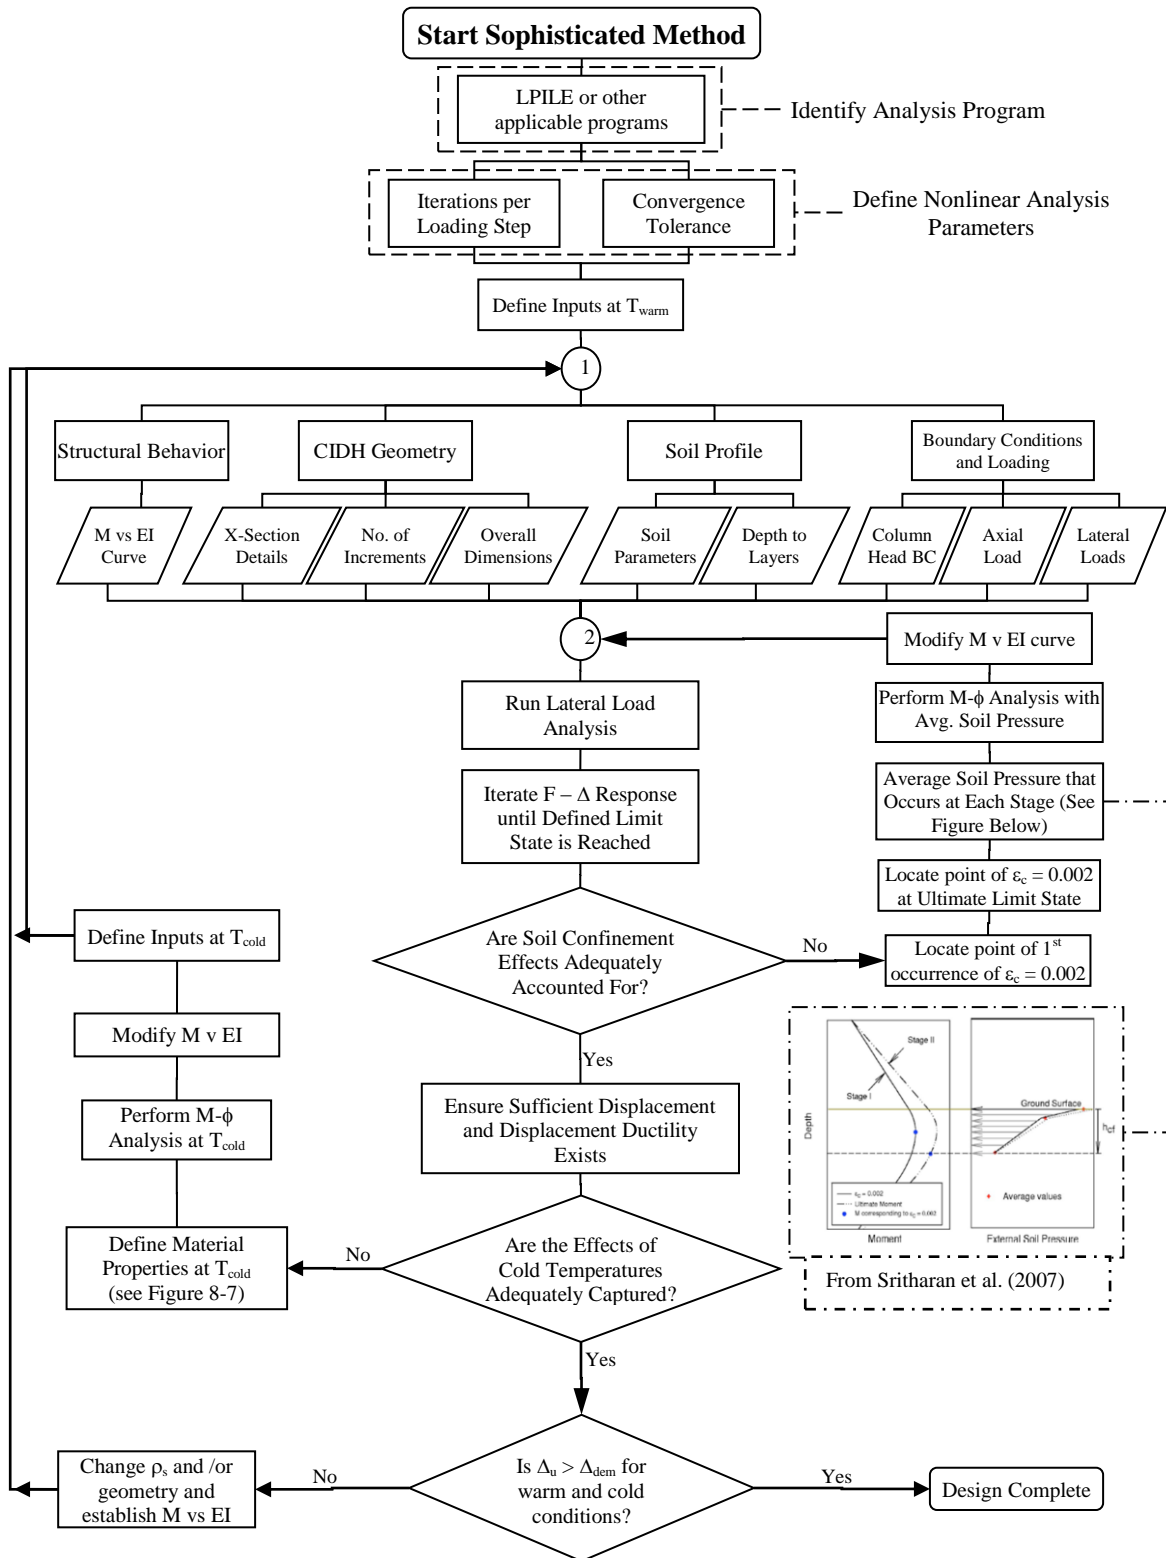 Start Sophisticated Method
LPILE or other
applicable programs
Identify Analysis Program
Iterations per
Loading Step
Convergence
Tolerance
Define Nonlinear Analysis
Parameters
Define Inputs at Twarm
1
Structural Behavior
CIDH Geometry
Soil Profile
Boundary Conditions
and Loading
M vs EI
Curve
X-Section
Details
No. of
Increments
Overall
Dimensions
Soil
Parameters
Depth to
Layers
Column
Head BC
Axial
Load
Lateral
Loads
2
Modify M v EI curve
Run Lateral Load
Analysis
Perform M-ϕ Analysis with
Avg. Soil Pressure
Iterate F – Δ Response
until Defined Limit
State is Reached
Average Soil Pressure that
Occurs at Each Stage (See
Figure Below)
Locate point of εc = 0.002
at Ultimate Limit State
Define Inputs at Tcold
Are Soil Confinement
Effects Adequately
Accounted For?
No
Locate point of 1st
occurrence of εc = 0.002
Modify M v EI
Yes
Stage II
Stage I
Ground Surface
Depth
hcf
εc = 0.002
Ultimate Moment
M corresponding to εc = 0.002
Average values
Moment
External Soil Pressure
Perform M-ϕ
Analysis at Tcold
Ensure Sufficient Displacement
and Displacement Ductility
Exists
Define Material
Properties at Tcold
(see Figure 8-7)
No
Are the Effects of
Cold Temperatures
Adequately Captured?
From Sritharan et al. (2007)
Yes
Change ρs and /or
geometry and
establish M vs EI
No
Is Δu > Δdem for
warm and cold
conditions?
Yes
Design Complete